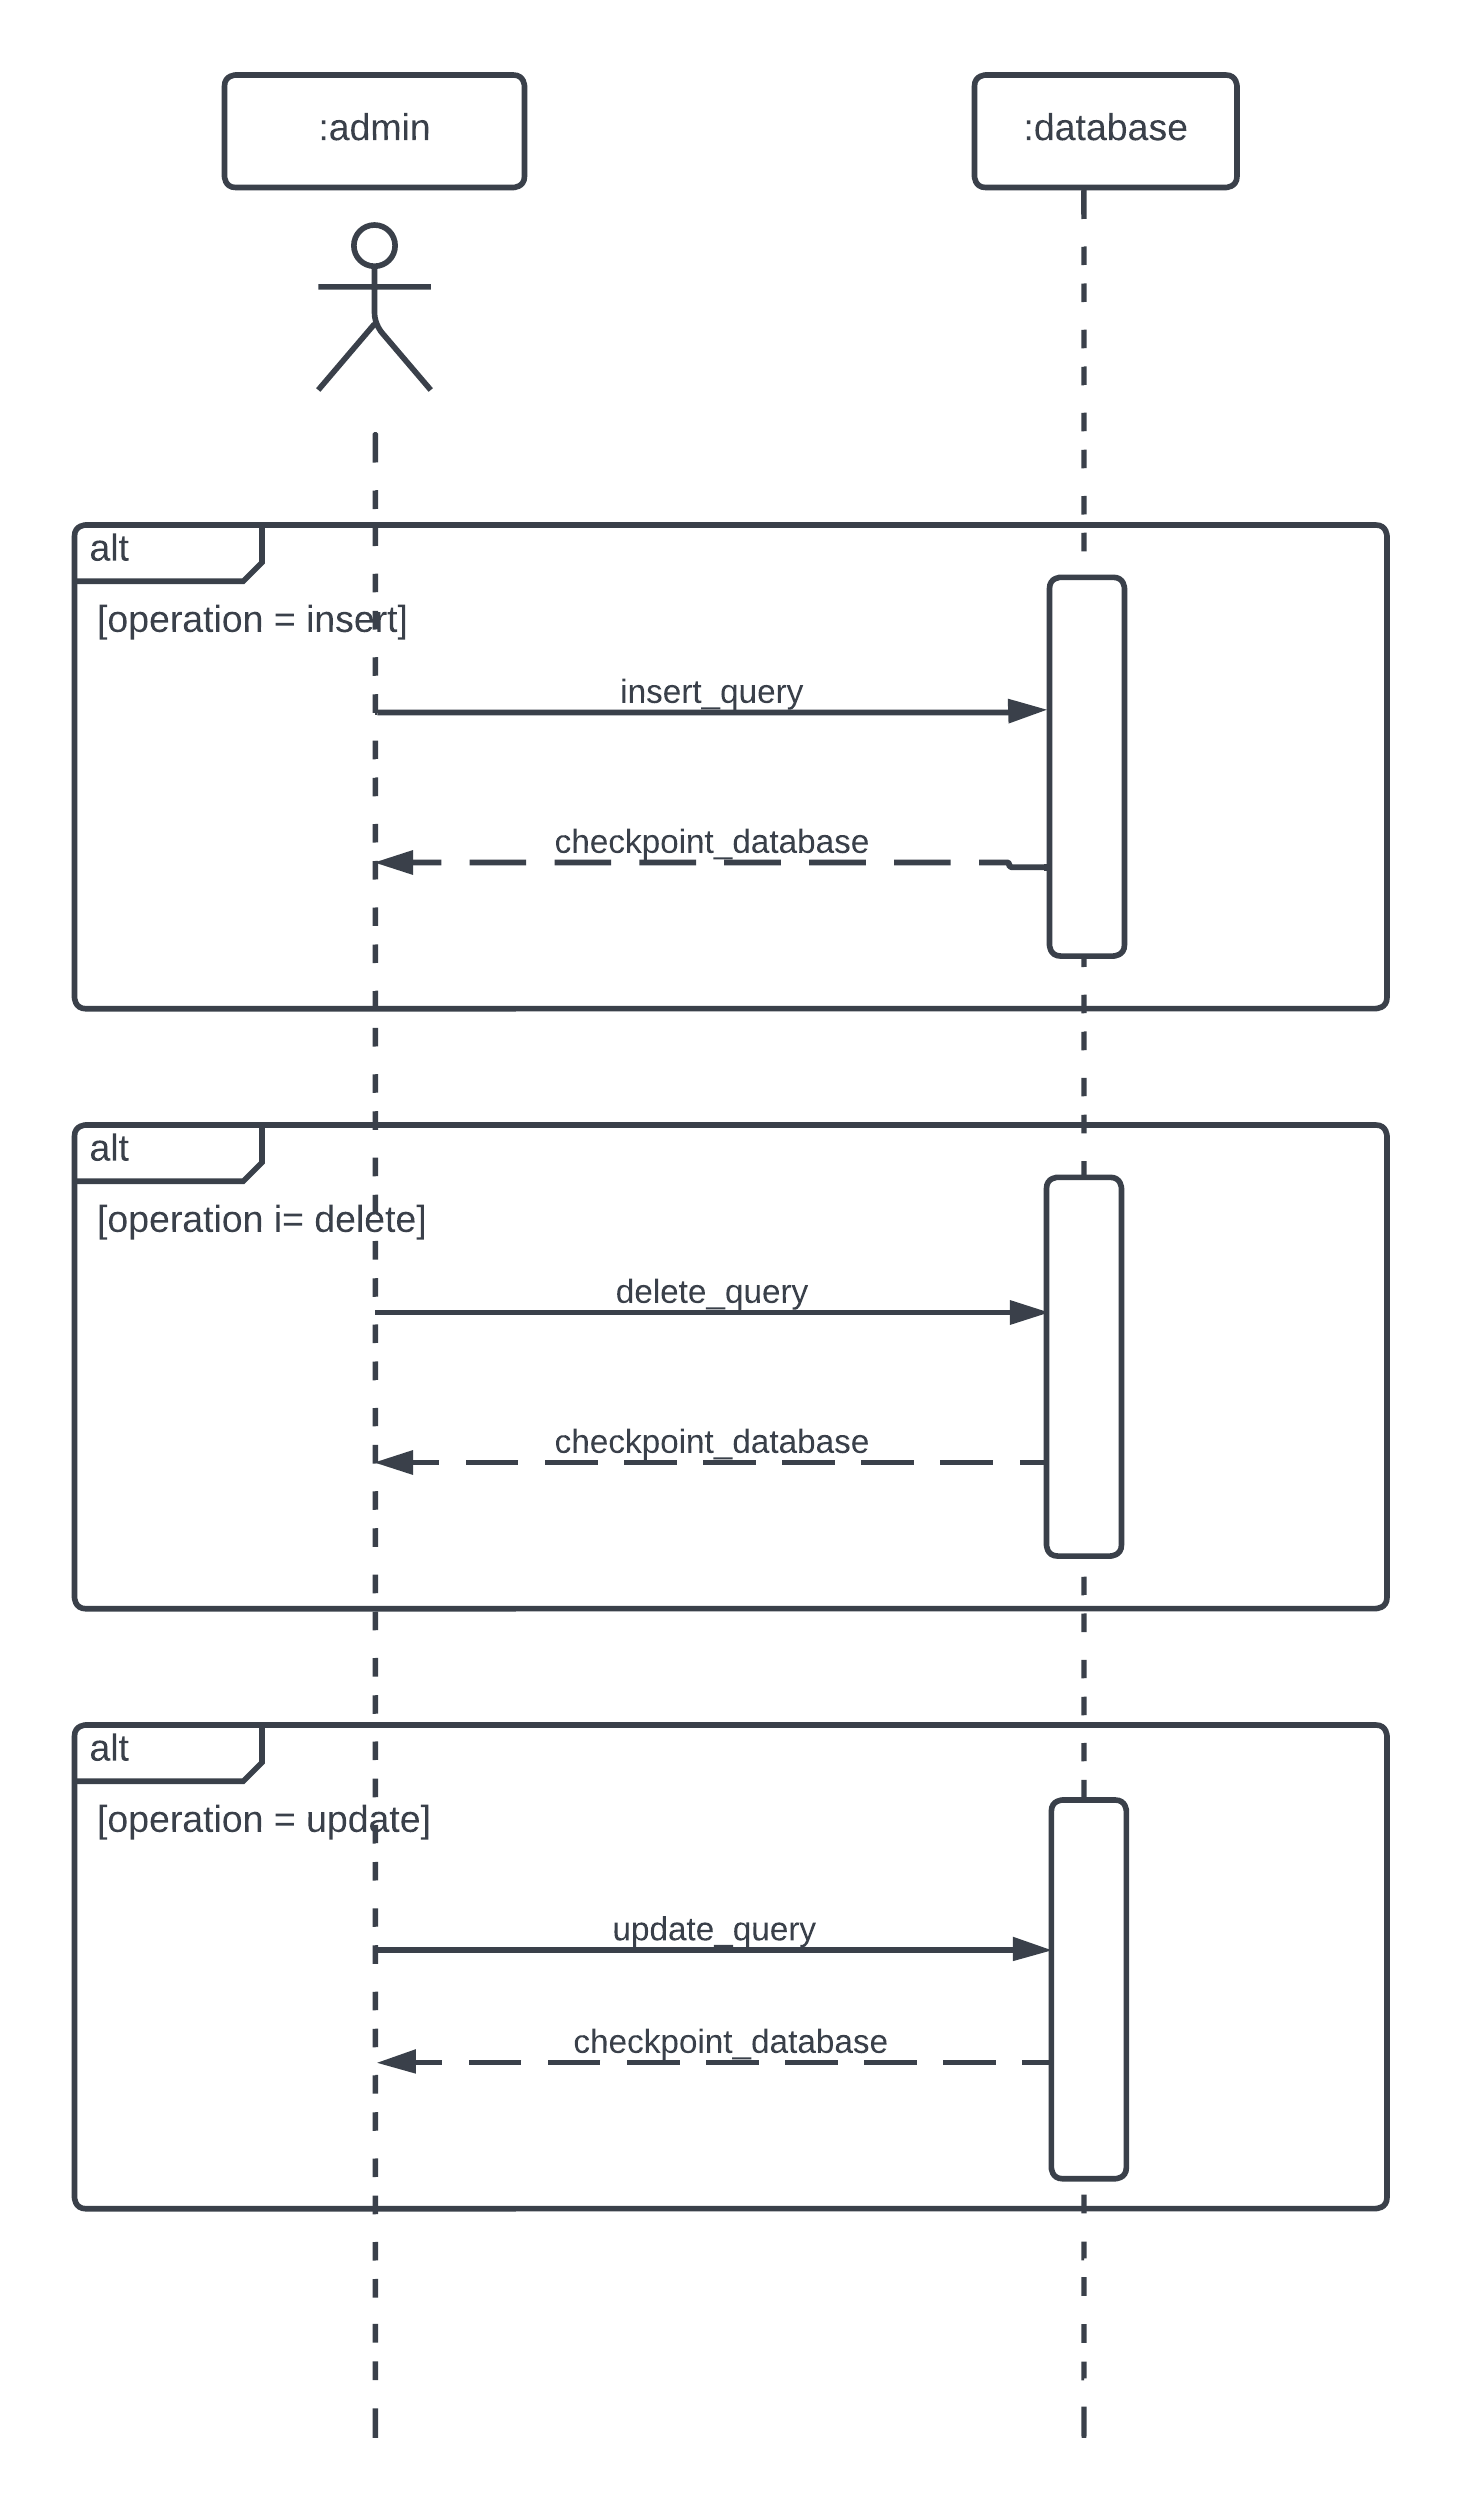 :admin
:database
alt
[operation = insert]
insert_query
checkpoint_database
alt
[operation i= delete]
delete_query
checkpoint_database
alt
[operation = update]
update_query
checkpoint_database